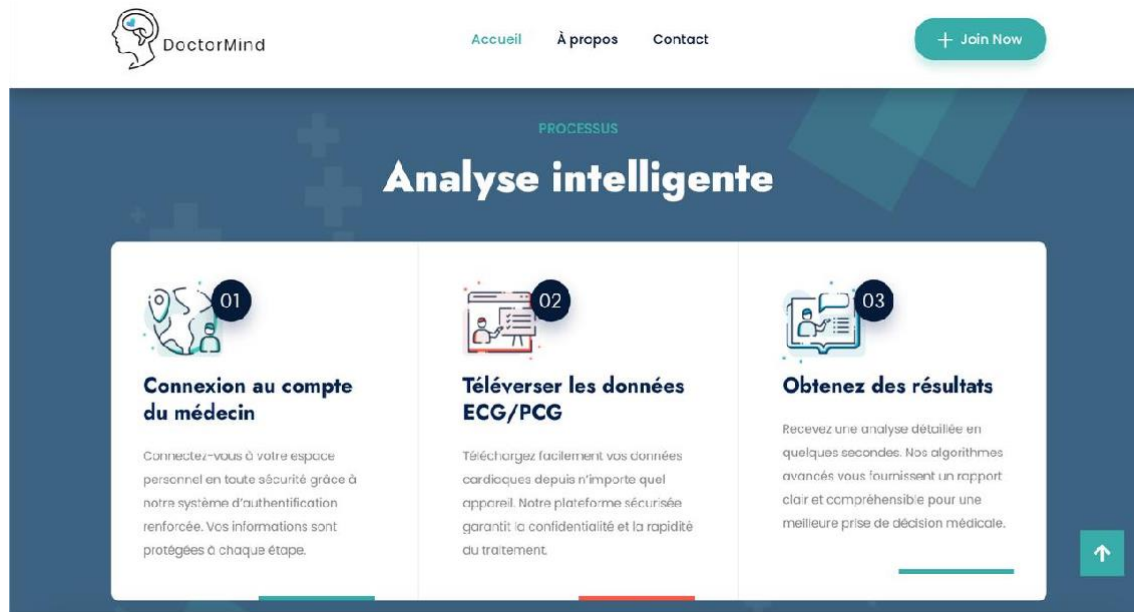 DoctorMind
Accueil À propos Contact
+ Join Now
PROCESSUS
Analyse intelligente
01
Connexion au compte
du médecin
Connectez-vous à votre espace
personnel en toute sécurité grâce à
notre système d'authentification
renforcée. Vos informations sont
protégées à chaque étape.
02
Téléverser les données
ECG/PCG
Téléchargez facilement vos données
cardiaques depuis n'importe quel
appareil. Notre plateforme sécurisée
garantit la confidentialité et la rapidité
du traitement.
03
Obtenez des résultats
Recevez une analyse détaillée en
quelques secondes. Nos algorithmes
avancés vous fournissent un rapport
clair et compréhensible pour une
meilleure prise de décision médicale.